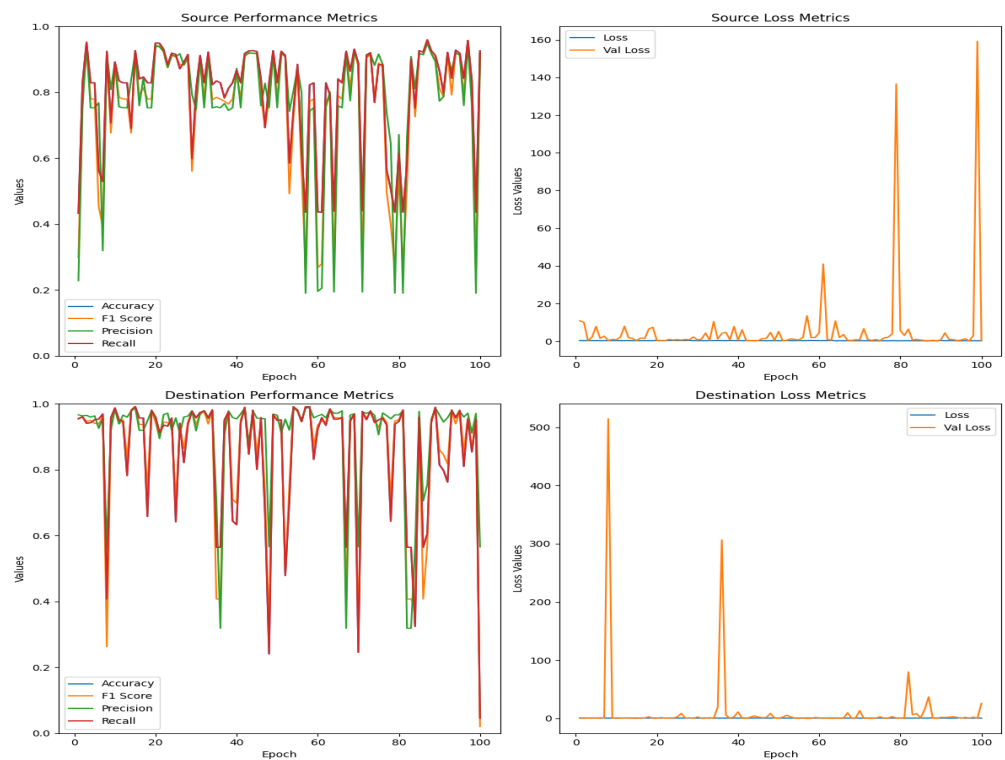 Source Performance Metrics
1.0
0.8
0.6
0.4
0.2
0.0
Values
Accuracy
F1 Score
Precision
Recall
0 20 40 60 80 100
Epoch
Source Loss Metrics
160
140
120
100
80
60
40
20
0
Loss Values
Loss
Val Loss
0 20 40 60 80 100
Epoch
Destination Performance Metrics
1.0
0.8
0.6
0.4
0.2
0.0
Values
Accuracy
F1 Score
Precision
Recall
0 20 40 60 80 100
Epoch
Destination Loss Metrics
500
400
300
200
100
0
Loss Values
Loss
Val Loss
0 20 40 60 80 100
Epoch